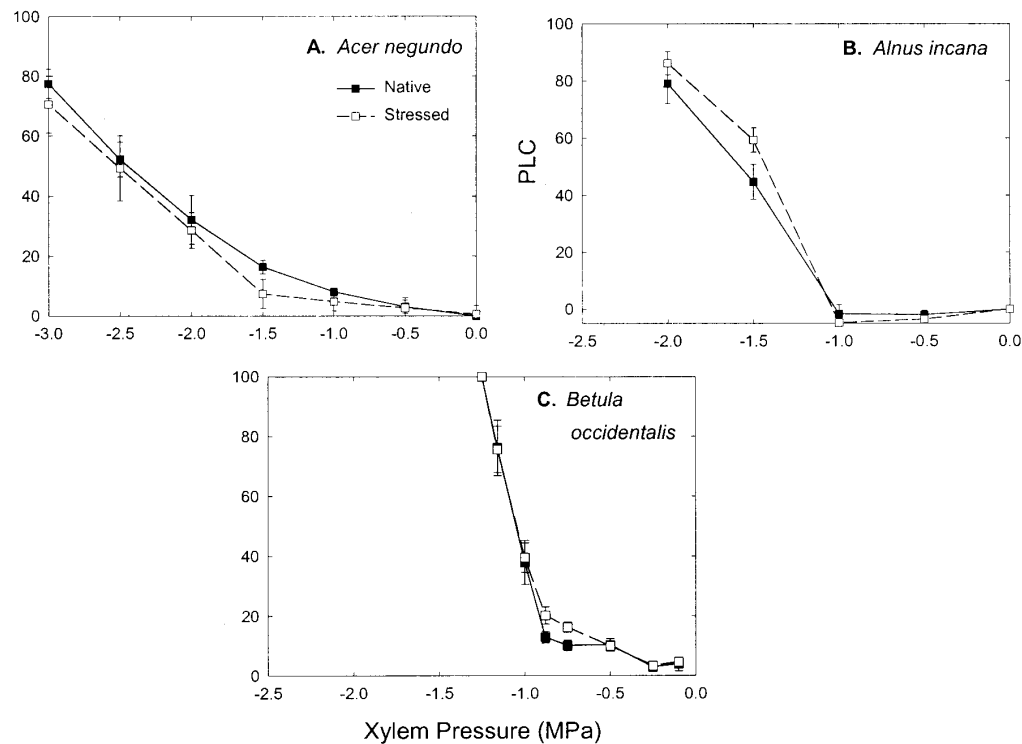 100
80
60
40
20
0
-3.0 -2.5 -2.0 -1.5 -1.0 -0.5 0.0
A. Acer negundo
Native
Stressed
PLC
100
80
60
40
20
0
-2.5 -2.0 -1.5 -1.0 -0.5 0.0
B. Alnus incana
100
80
60
40
20
0
-2.5 -2.0 -1.5 -1.0 -0.5 0.0
C. Betula
occidentalis
Xylem Pressure (MPa)